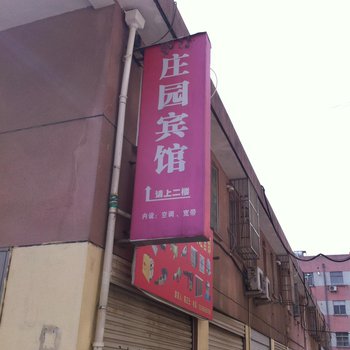 庄园宾馆
请上二楼
内设：空调、宽带